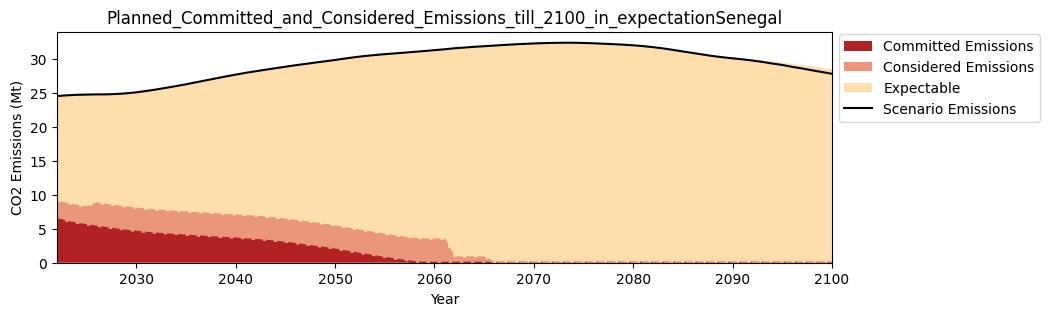 Planned_Committed_and_Considered_Emissions_till_2100_in_expectationSenegal
CO2 Emissions (Mt)
30
25
20
15
10
5
0
2030 2040 2050 2060 2070 2080 2090 2100
Year
Committed Emissions
Considered Emissions
Expectable
Scenario Emissions